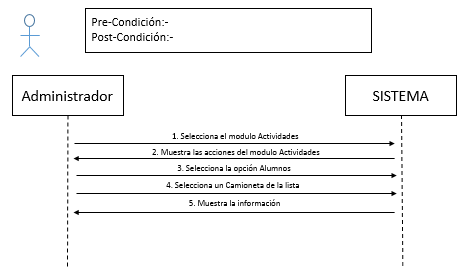 Pre-Condición:-
Post-Condición:-
Administrador
SISTEMA
1. Selecciona el modulo Actividades
2. Muestra las acciones del modulo Actividades
3. Selecciona la opción Alumnos
4. Selecciona un Camioneta de la lista
5. Muestra la información